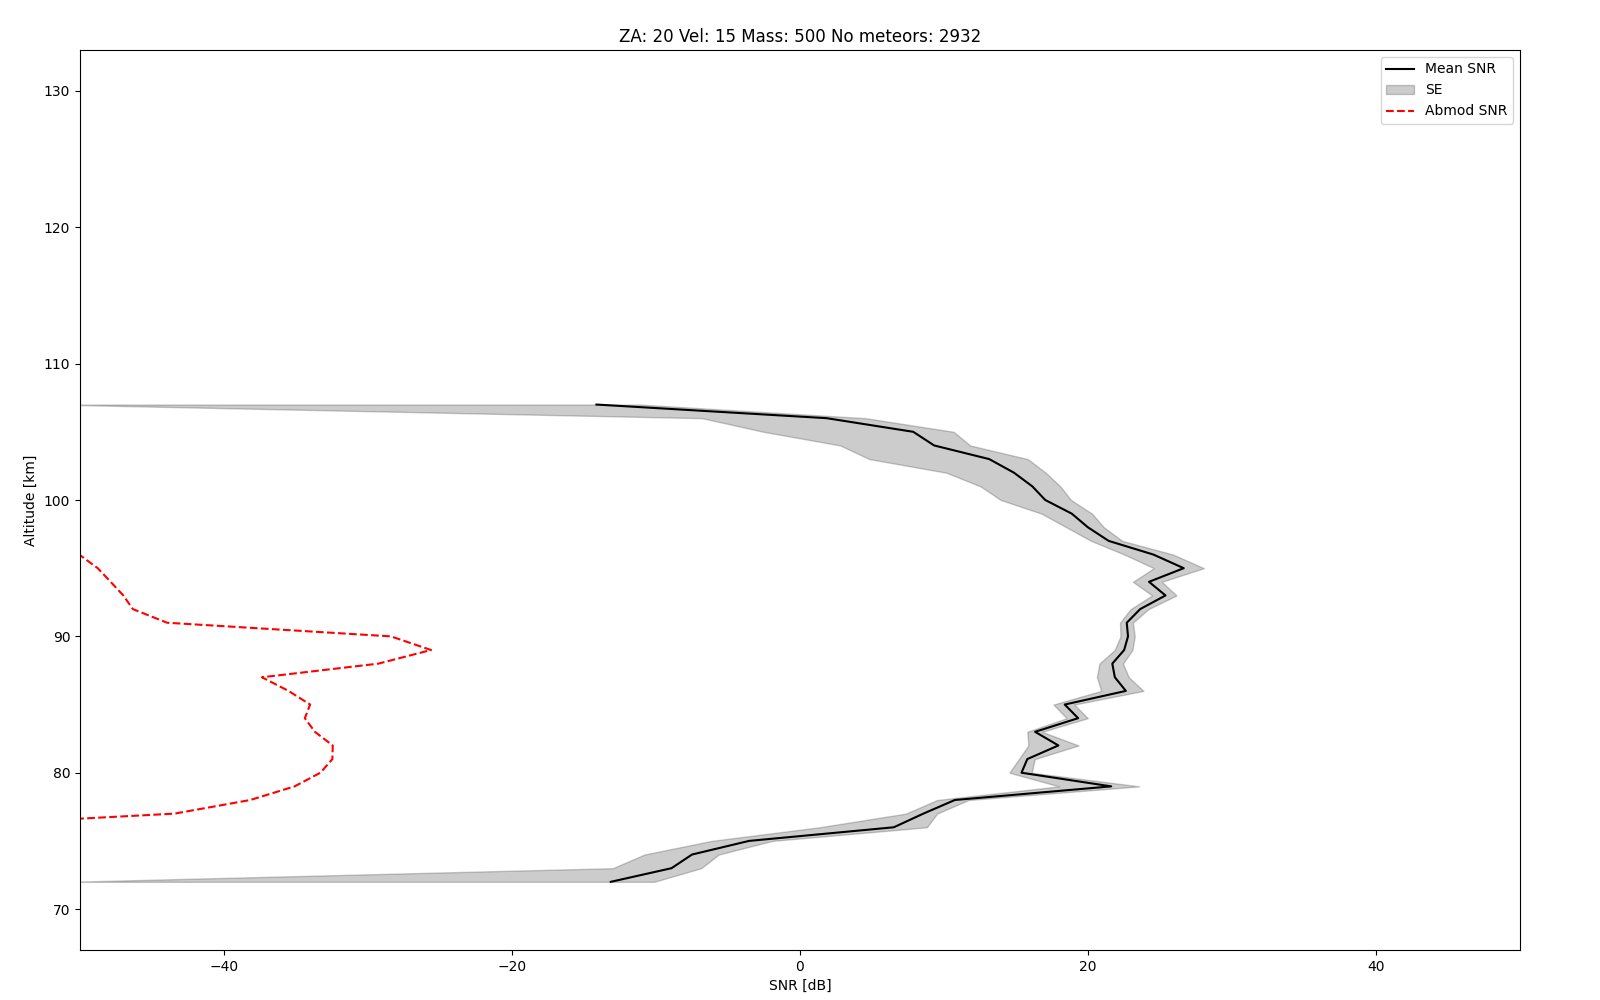 ZA: 20 Vel: 15 Mass: 500 No meteors: 2932
Mean SNR
SE
Abmod SNR
130
120
110
100
90
80
70
Altitude [km]
−40
−20
0
20
40
SNR [dB]